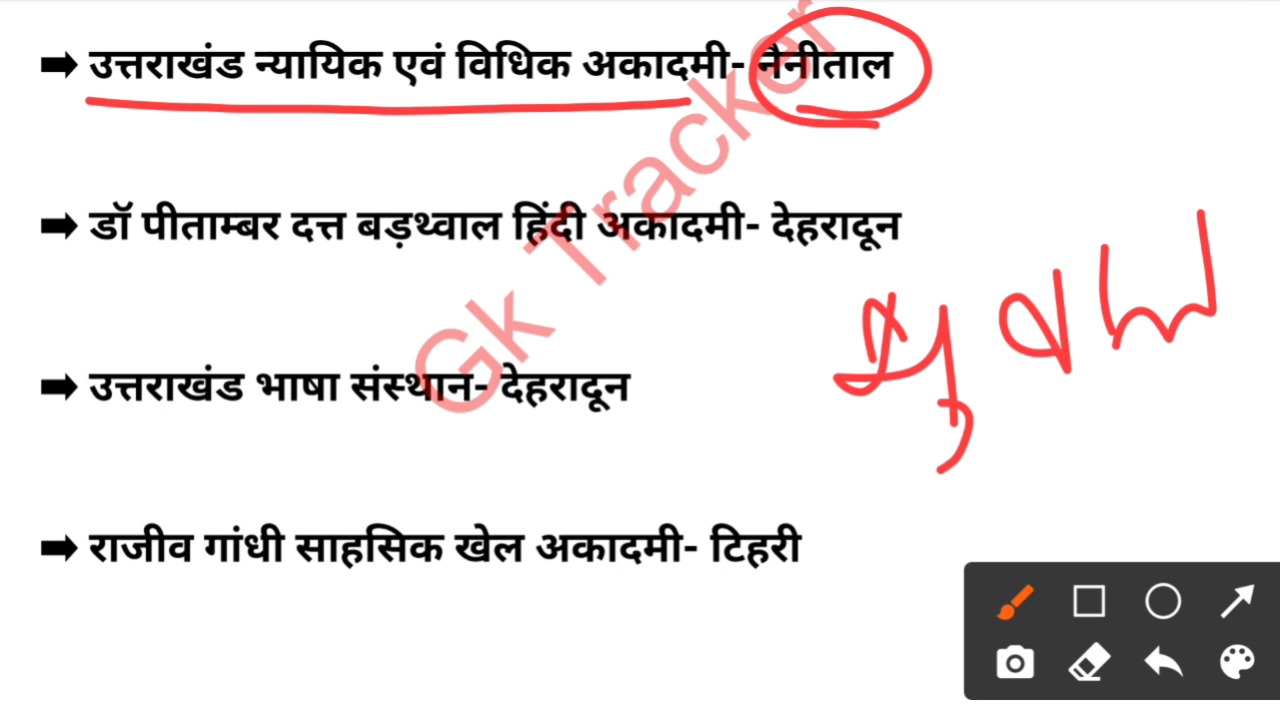 ➡ उत्तराखंड न्यायिक एवं विधिक अकादमी- नैनीताल
➡ डॉ पीताम्बर दत्त बड़थ्वाल हिंदी अकादमी- देहरादून
➡ उत्तराखंड भाषा संस्थान- देहरादून
➡ राजीव गांधी साहसिक खेल अकादमी- टिहरी
Gk Tracker